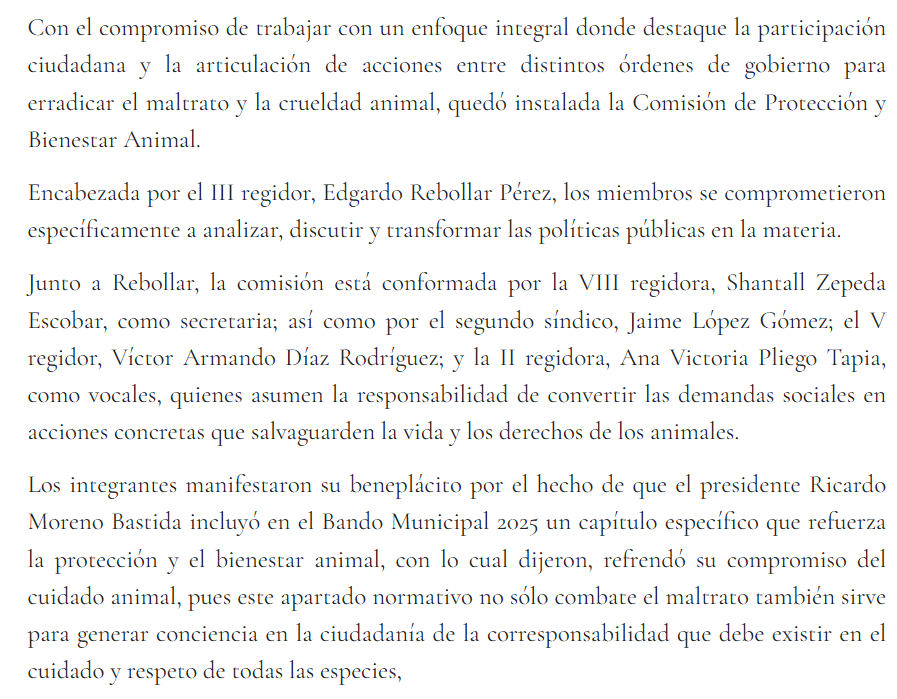 Con el compromiso de trabajar con un enfoque integral donde destaque la participación
ciudadana y la articulación de acciones entre distintos órdenes de gobierno para
erradicar el maltrato y la crueldad animal, quedó instalada la Comisión de Protección y
Bienestar Animal.
Encabezada por el III regidor, Edgardo Rebollar Pérez, los miembros se comprometieron
específicamente a analizar, discutir y transformar las políticas públicas en la materia.
Junto a Rebollar, la comisión está conformada por la VIII regidora, Shantall Zepeda
Escobar, como secretaria; así como por el segundo síndico, Jaime López Gómez; el V
regidor, Víctor Armando Díaz Rodríguez; y la II regidora, Ana Victoria Pliego Tapia,
como vocales, quienes asumen la responsabilidad de convertir las demandas sociales en
acciones concretas que salvaguarden la vida y los derechos de los animales.
Los integrantes manifestaron su beneplácito por el hecho de que el presidente Ricardo
Moreno Bastida incluyó en el Bando Municipal 2025 un capítulo específico que refuerza
la protección y el bienestar animal, con lo cual dijeron, refrendó su compromiso del
cuidado animal, pues este apartado normativo no sólo combate el maltrato también sirve
para generar conciencia en la ciudadanía de la corresponsabilidad que debe existir en el
cuidado y respeto de todas las especies,